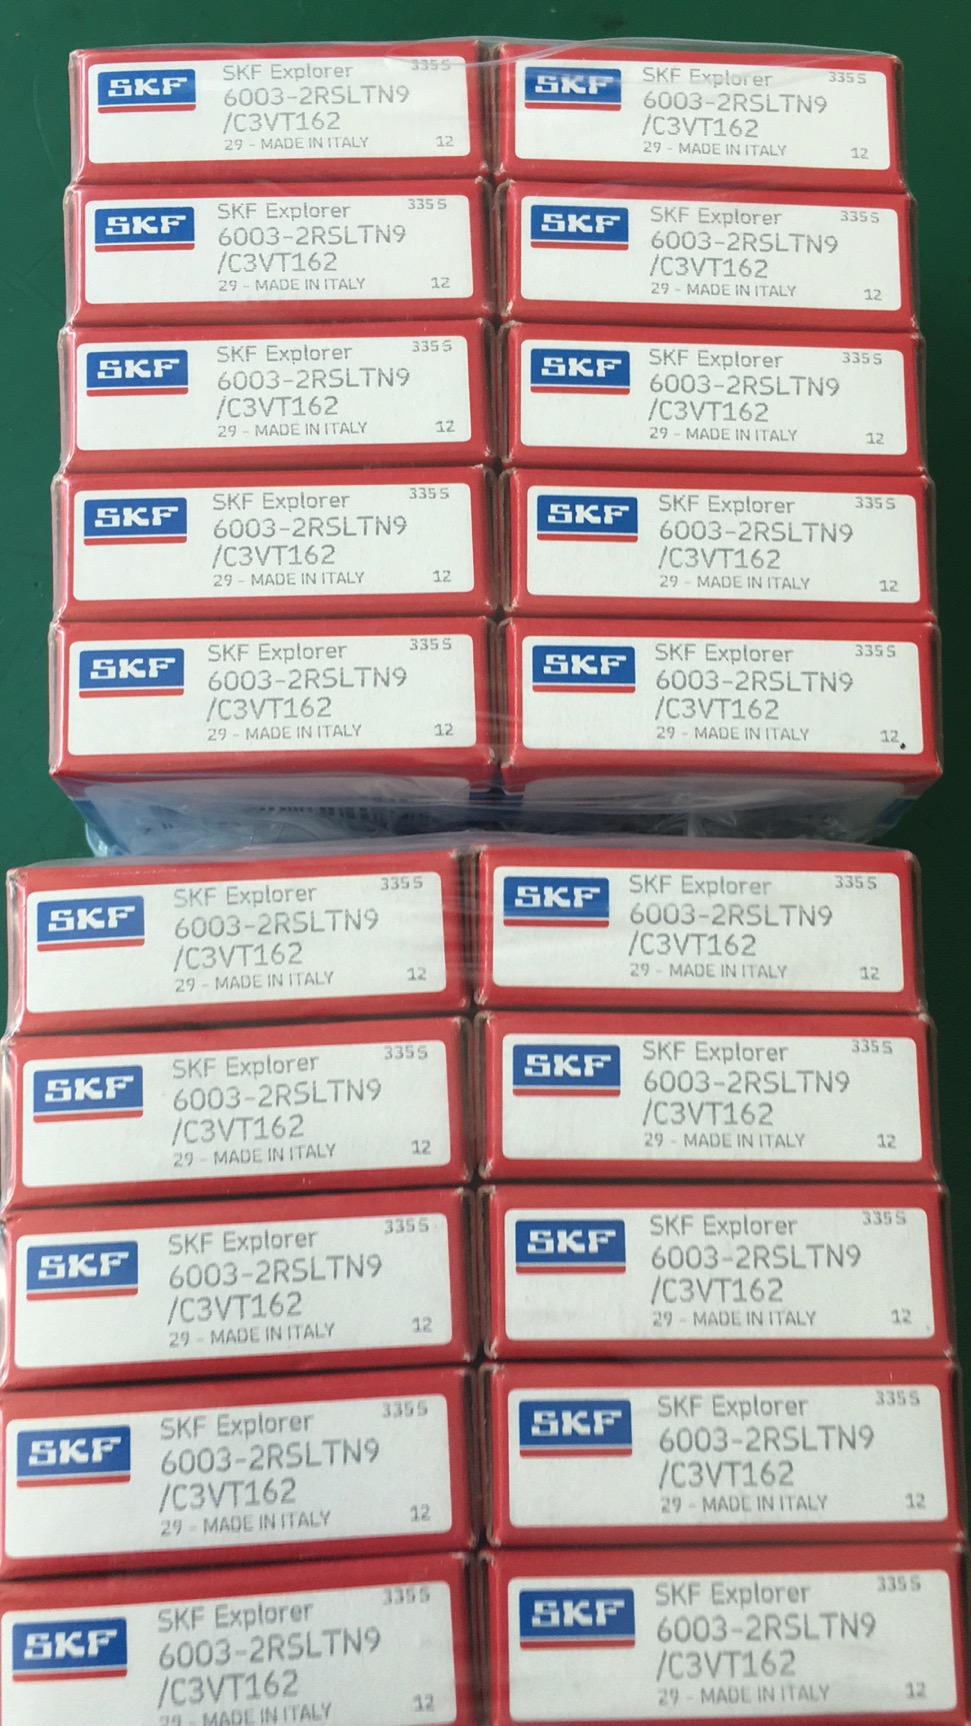 SKF
SKF Explorer 335S
6003-2RSLTN9
/C3VT162
29 - MADE IN ITALY 12
SKF
SKF Explorer 335S
6003-2RSLTN9
/C3VT162
29 - MADE IN ITALY 12
SKF
SKF Explorer 335S
6003-2RSLTN9
/C3VT162
29 - MADE IN ITALY 12
SKF
SKF Explorer 335S
6003-2RSLTN9
/C3VT162
29 - MADE IN ITALY 12
SKF
SKF Explorer 335S
6003-2RSLTN9
/C3VT162
29 - MADE IN ITALY 12
SKF
SKF Explorer 335S
6003-2RSLTN9
/C3VT162
29 - MADE IN ITALY 12
SKF
SKF Explorer 335S
6003-2RSLTN9
/C3VT162
29 - MADE IN ITALY 12
SKF
SKF Explorer 335S
6003-2RSLTN9
/C3VT162
29 - MADE IN ITALY 12
SKF
SKF Explorer 335S
6003-2RSLTN9
/C3VT162
29 - MADE IN ITALY 12
SKF
SKF Explorer 335S
6003-2RSLTN9
/C3VT162
29 - MADE IN ITALY 12
SKF
SKF Explorer 335S
6003-2RSLTN9
/C3VT162
29 - MADE IN ITALY 12
SKF
SKF Explorer 335S
6003-2RSLTN9
/C3VT162
29 - MADE IN ITALY 12
SKF
SKF Explorer 335S
6003-2RSLTN9
/C3VT162
29 - MADE IN ITALY 12
SKF
SKF Explorer 335S
6003-2RSLTN9
/C3VT162
29 - MADE IN ITALY 12
SKF
SKF Explorer 335S
6003-2RSLTN9
/C3VT162
29 - MADE IN ITALY 12
SKF
SKF Explorer 335S
6003-2RSLTN9
/C3VT162
29 - MADE IN ITALY 12
SKF
SKF Explorer 335S
6003-2RSLTN9
/C3VT162
29 - MADE IN ITALY 12
SKF
SKF Explorer 335S
6003-2RSLTN9
/C3VT162
29 - MADE IN ITALY 12
SKF
SKF Explorer 335S
6003-2RSLTN9
/C3VT162
29 - MADE IN ITALY 12
SKF
SKF Explorer 335S
6003-2RSLTN9
/C3VT162
29 - MADE IN ITALY 12